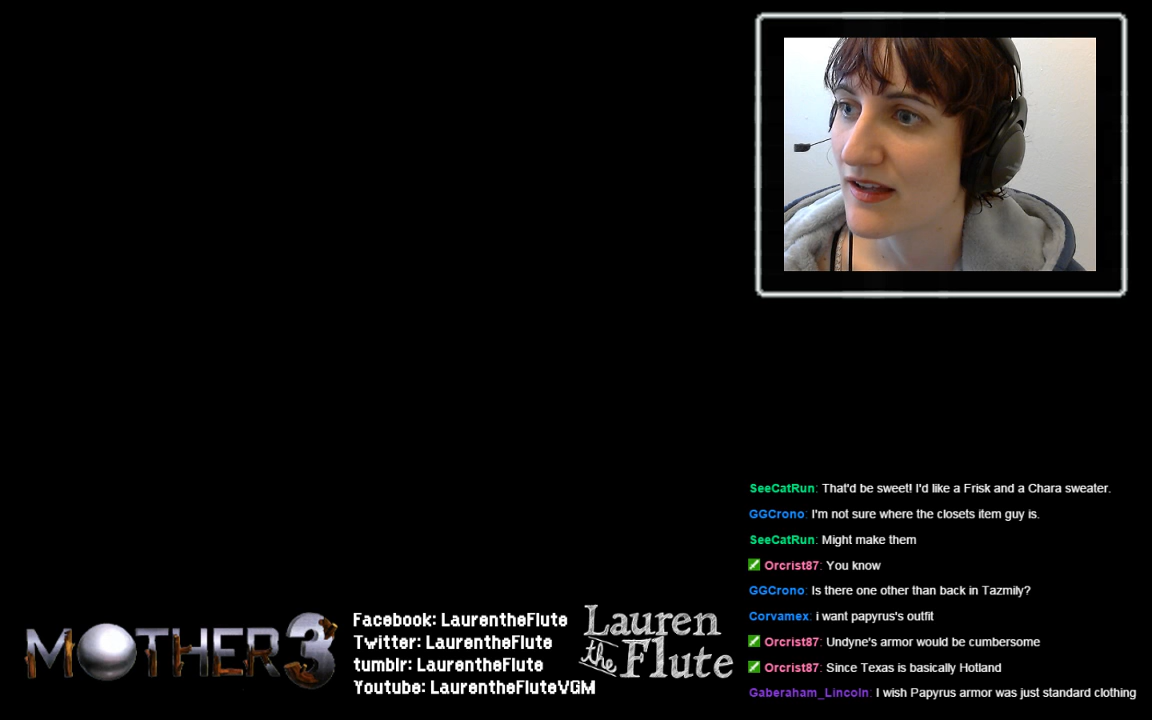 SeeCatRun: That'd be sweet! I'd like a Frisk and a Chara sweater.
GGCrono: I'm not sure where the closets item guy is.
SeeCatRun: Might make them
Orcrist87: You know
GGCrono: Is there one other than back in Tazmily?
Corvamex: i want papyrus's outfit
Orcrist87: Undyne's armor would be cumbersome
Orcrist87: Since Texas is basically Hotland
Gaberaham_Lincoln: I wish Papyrus armor was just standard clothing
MOTHER 3
Facebook: LaurentheFlute
Twitter: LaurentheFlute
tumblr: LaurentheFlute
Youtube: LaurentheFluteVGM
Lauren
the Flute